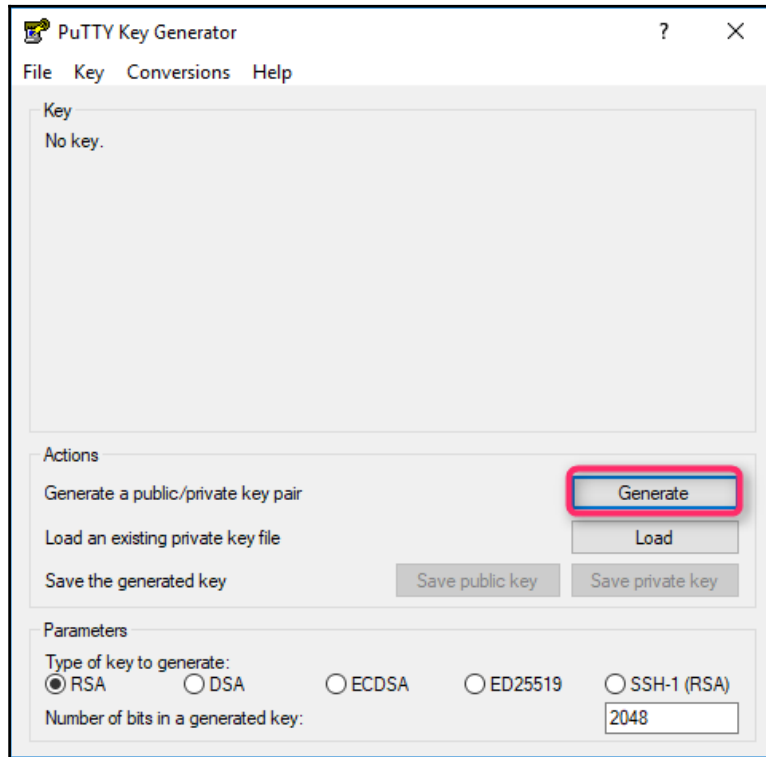 PuTTY Key Generator ? ×
File Key Conversions Help
Key
No key.
Actions
Generate a public/private key pair Generate
Load an existing private key file Load
Save the generated key Save public key Save private key
Parameters
Type of key to generate:
RSA DSA ECDSA ED25519 SSH-1 (RSA)
Number of bits in a generated key: 2048